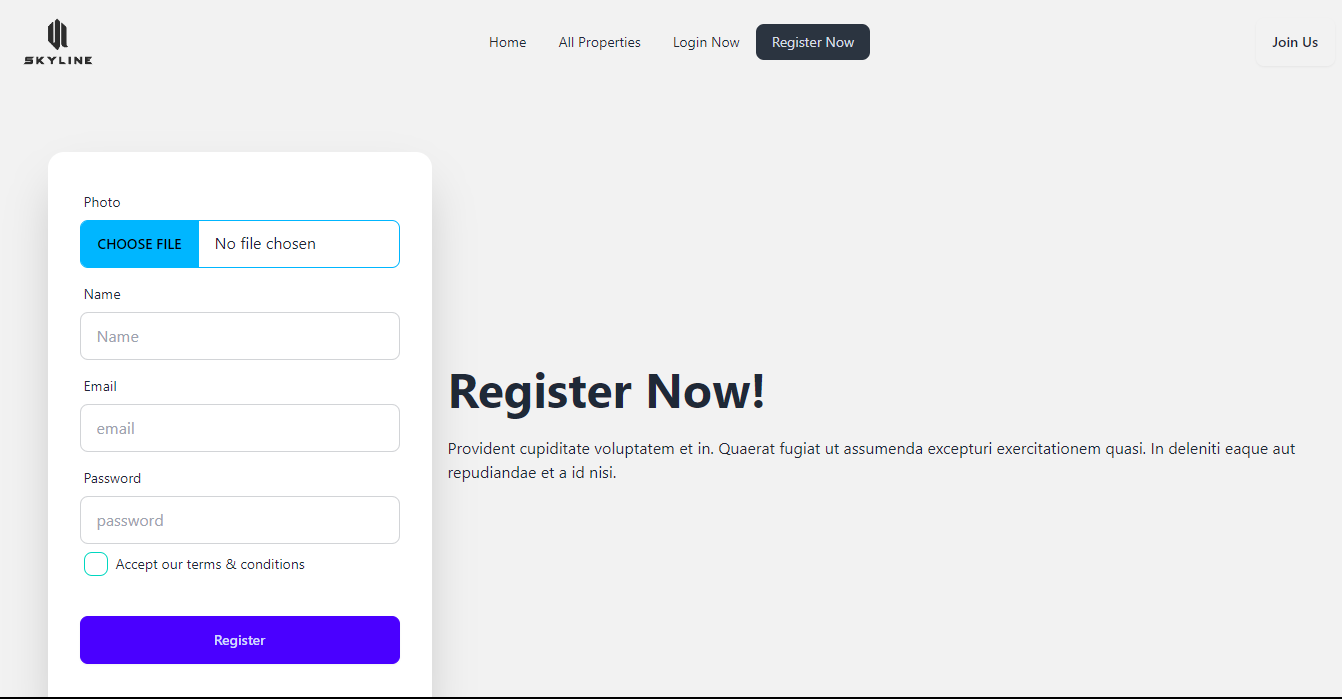 SKYLINE
Home
All Properties
Login Now
Register Now
Join Us
Photo
CHOOSE FILE No file chosen
Name
Name
Email
email
Password
password
Accept our terms & conditions
Register
Register Now!
Provident cupiditate voluptatem et in. Quaerat fugiat ut assumenda excepturi exercitationem quasi. In deleniti eaque aut
repudiandae et a id nisi.